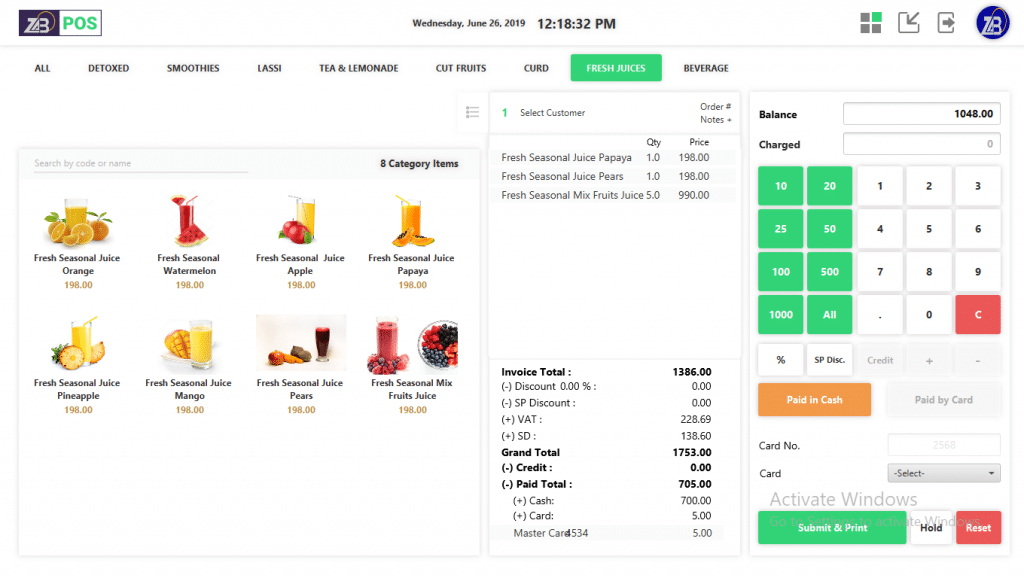 ZB POS
Wednesday, June 26, 2019 12:18:32 PM
ZB
ALL DETOXED SMOOTHIES LASSI TEA & LEMONADE CUT FRUITS CURD FRESH JUICES BEVERAGE
Search by code or name 8 Category Items
Fresh Seasonal Juice Orange
198.00
Fresh Seasonal Watermelon
198.00
Fresh Seasonal Juice Apple
198.00
Fresh Seasonal Juice Papaya
198.00
Fresh Seasonal Juice Pineapple
198.00
Fresh Seasonal Juice Mango
198.00
Fresh Seasonal Juice Pears
198.00
Fresh Seasonal Mix Fruits Juice
198.00
1 Select Customer
Order #
Notes +
Qty Price
Fresh Seasonal Juice Papaya 1.0 198.00
Fresh Seasonal Juice Pears 1.0 198.00
Fresh Seasonal Mix Fruits Juice 5.0 990.00
Invoice Total : 1386.00
(-) Discount 0.00 % : 0.00
(-) SP Discount : 0.00
(+) VAT : 228.69
(+) SD : 138.60
Grand Total 1753.00
(-) Credit : 0.00
(-) Paid Total : 705.00
(+) Cash: 700.00
(+) Card: 5.00
Master Card 4534 5.00
Balance 1048.00
Charged 0
10 20 1 2 3
25 50 4 5 6
100 500 7 8 9
1000 All . 0 C
% SP Disc. Credit + -
Paid in Cash Paid by Card
Card No. 2568
Card -Select-
Activate Windows
Go to Settings to activate Windows.
Submit & Print Hold Reset